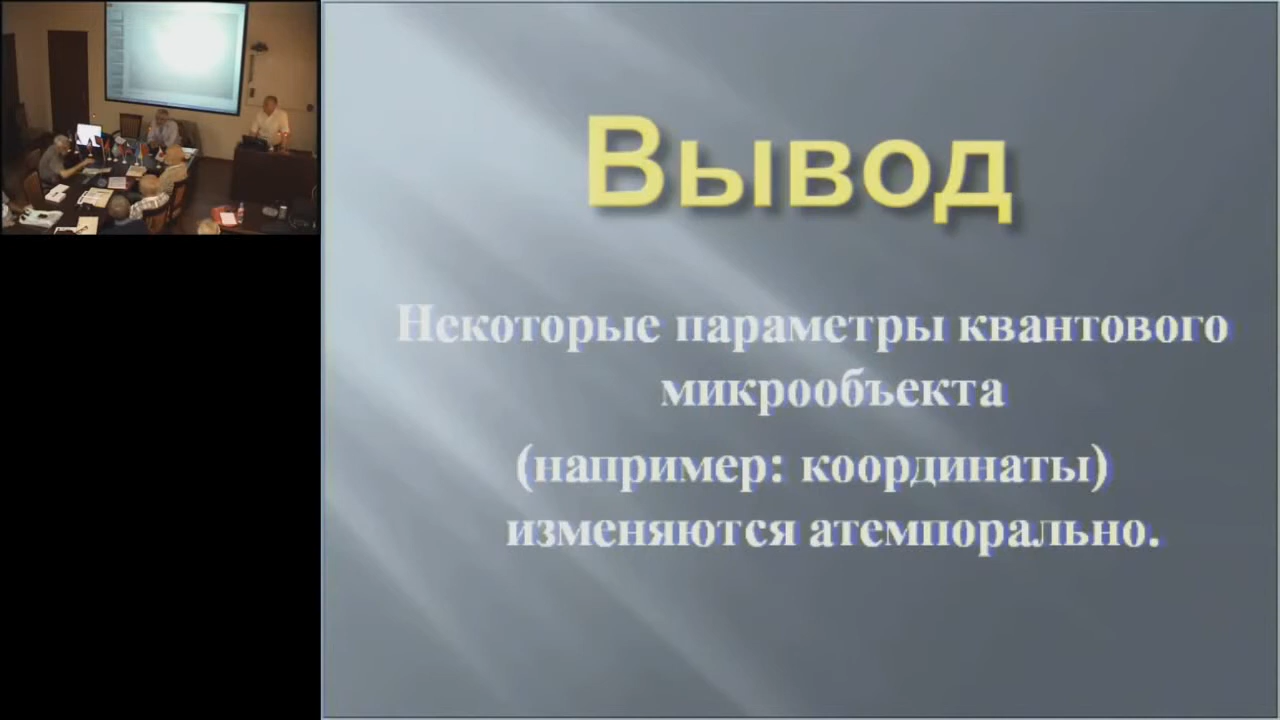 Вывод
Некоторые параметры квантового
микрообъекта
(например: координаты)
изменяются атемпорально.